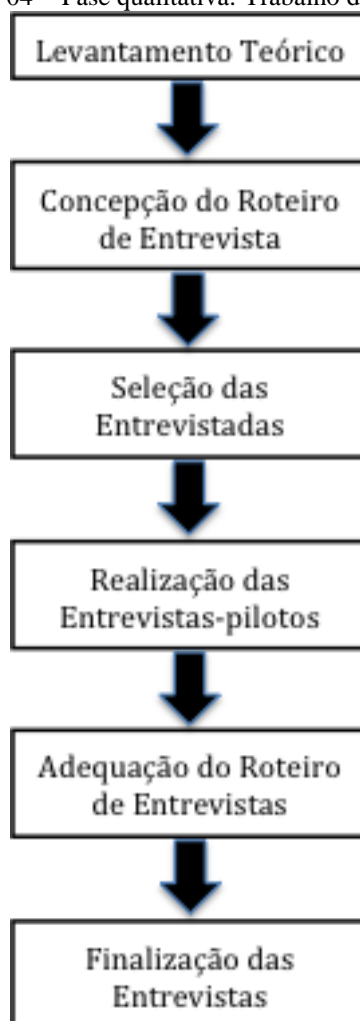 04 – Fase qualitativa: Trabalho d
Levantamento Teórico
Concepção do Roteiro
de Entrevista
Seleção das
Entrevistadas
Realização das
Entrevistas-pilotos
Adequação do Roteiro
de Entrevistas
Finalização das
Entrevistas